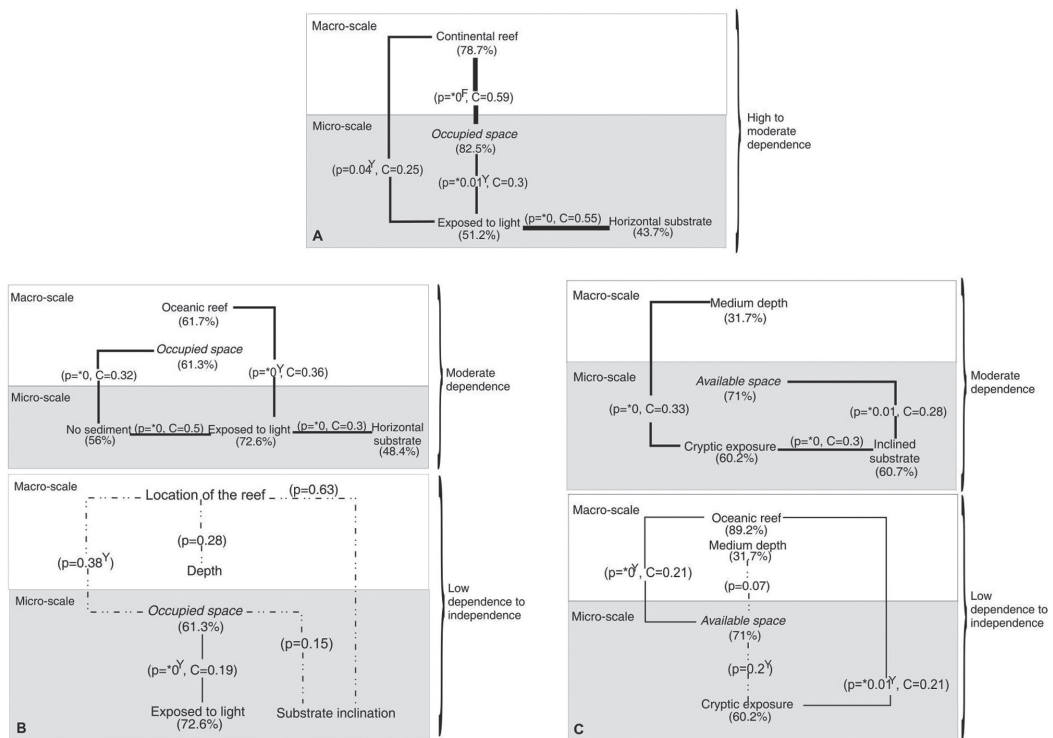 Macro-scale
Continental reef
(78.7%)
(p=*0F, C=0.59)
Micro-scale
Occupied space
(82.5%)
(p=0.04Y, C=0.25)
(p=*0.01Y, C=0.3)
Exposed to light
(51.2%)
(p=*0, C=0.55)
Horizontal substrate
(43.7%)
A
High to
moderate
dependence
Macro-scale
Oceanic reef
(61.7%)
Occupied space
(61.3%)
(p=*0, C=0.32)
(p=*0Y, C=0.36)
Micro-scale
No sediment
(56%)
(p=*0, C=0.5)
Exposed to light
(72.6%)
(p=*0, C=0.3)
Horizontal
substrate
(48.4%)
Moderate
dependence
Macro-scale
Location of the reef
(p=0.63)
(p=0.28)
(p=0.38Y)
Depth
Micro-scale
Occupied space
(61.3%)
(p=0.15)
(p=*0Y, C=0.19)
Exposed to light
(72.6%)
Substrate inclination
B
Low
dependence to
independence
Macro-scale
Medium depth
(31.7%)
Micro-scale
Available space
(71%)
(p=*0, C=0.33)
(p=*0.01, C=0.28)
Cryptic exposure
(60.2%)
(p=*0, C=0.3)
Inclined
substrate
(60.7%)
Moderate
dependence
Macro-scale
Oceanic reef
(89.2%)
Medium depth
(31.7%)
(p=*0Y, C=0.21)
(p=0.07)
Micro-scale
Available space
(71%)
(p=0.2Y)
(p=*0.01Y, C=0.21)
Cryptic exposure
(60.2%)
C
Low
dependence to
independence